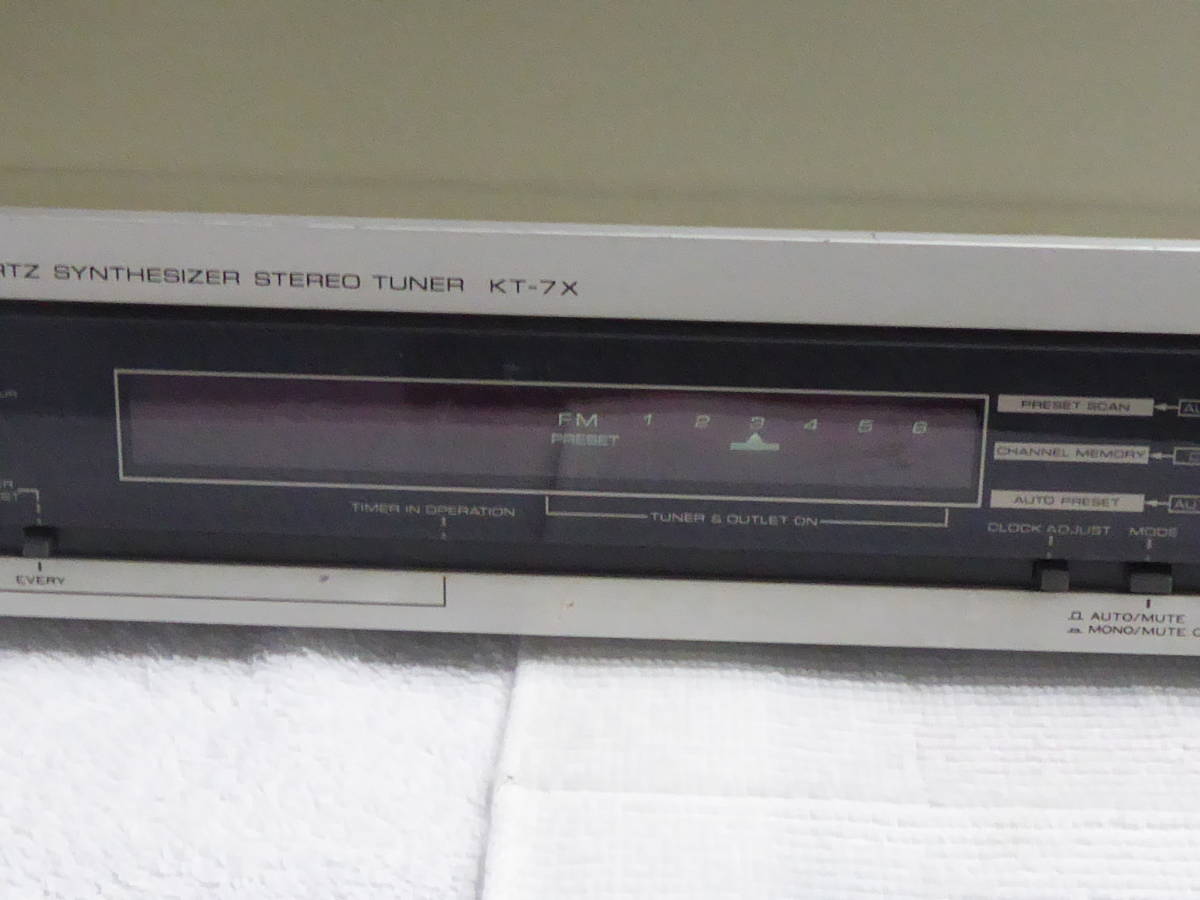 RTZ SYNTHESIZER STEREO TUNER KT-7X
FM 1 2 3 4 5 6
PRESET
PRESET SCAN
CHANNEL MEMORY
AUTO PRESET
TIMER IN OPERATION
TUNER & OUTLET ON
CLOCK ADJUST MODE
EVERY
AUTO/MUTE
MONO/MUTE